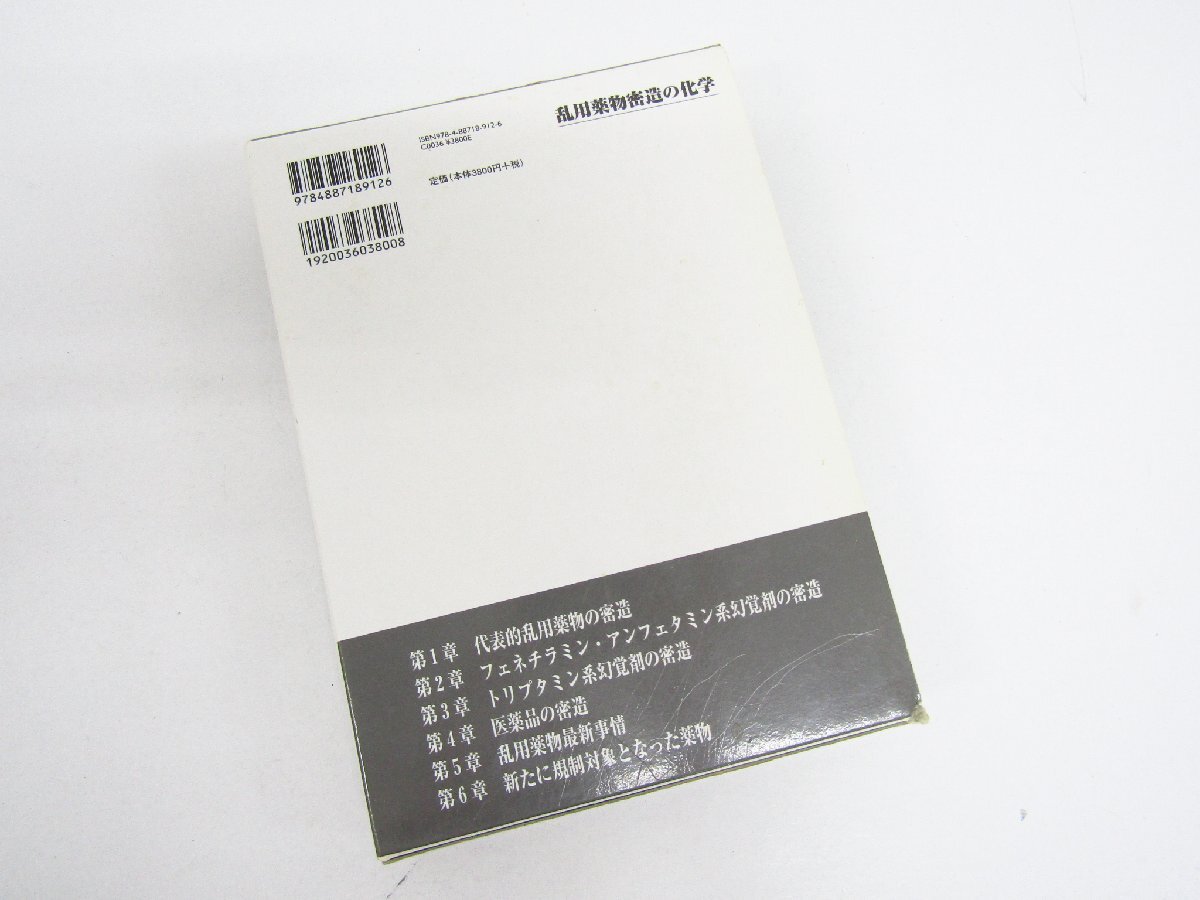 乱用薬物密造の化学
ISBN978-4-88718-912-6
C0036 ¥3800E
定価(本体3800円+税)
9784887189126
1920036038008
第1章 代表的乱用薬物の密造
第2章 フェネチラミン・アンフェタミン系幻覚剤の密造
第3章 トリプタミン系幻覚剤の密造
第4章 医薬品の密造
第5章 乱用薬物最新事情
第6章 新たに規制対象となった薬物